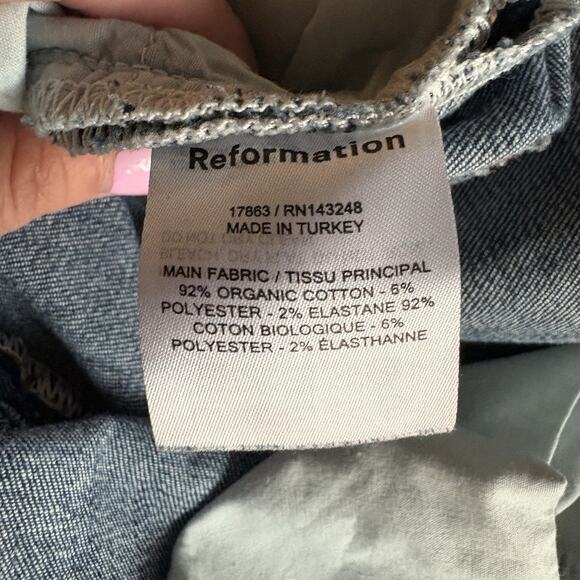 Reformation
17863 / RN143248
MADE IN TURKEY
MAIN FABRIC / TISSU PRINCIPAL
92% ORGANIC COTTON - 6%
POLYESTER - 2% ELASTANE 92%
COTON BIOLOGIQUE - 6%
POLYESTER - 2% ÉLASTHANNE